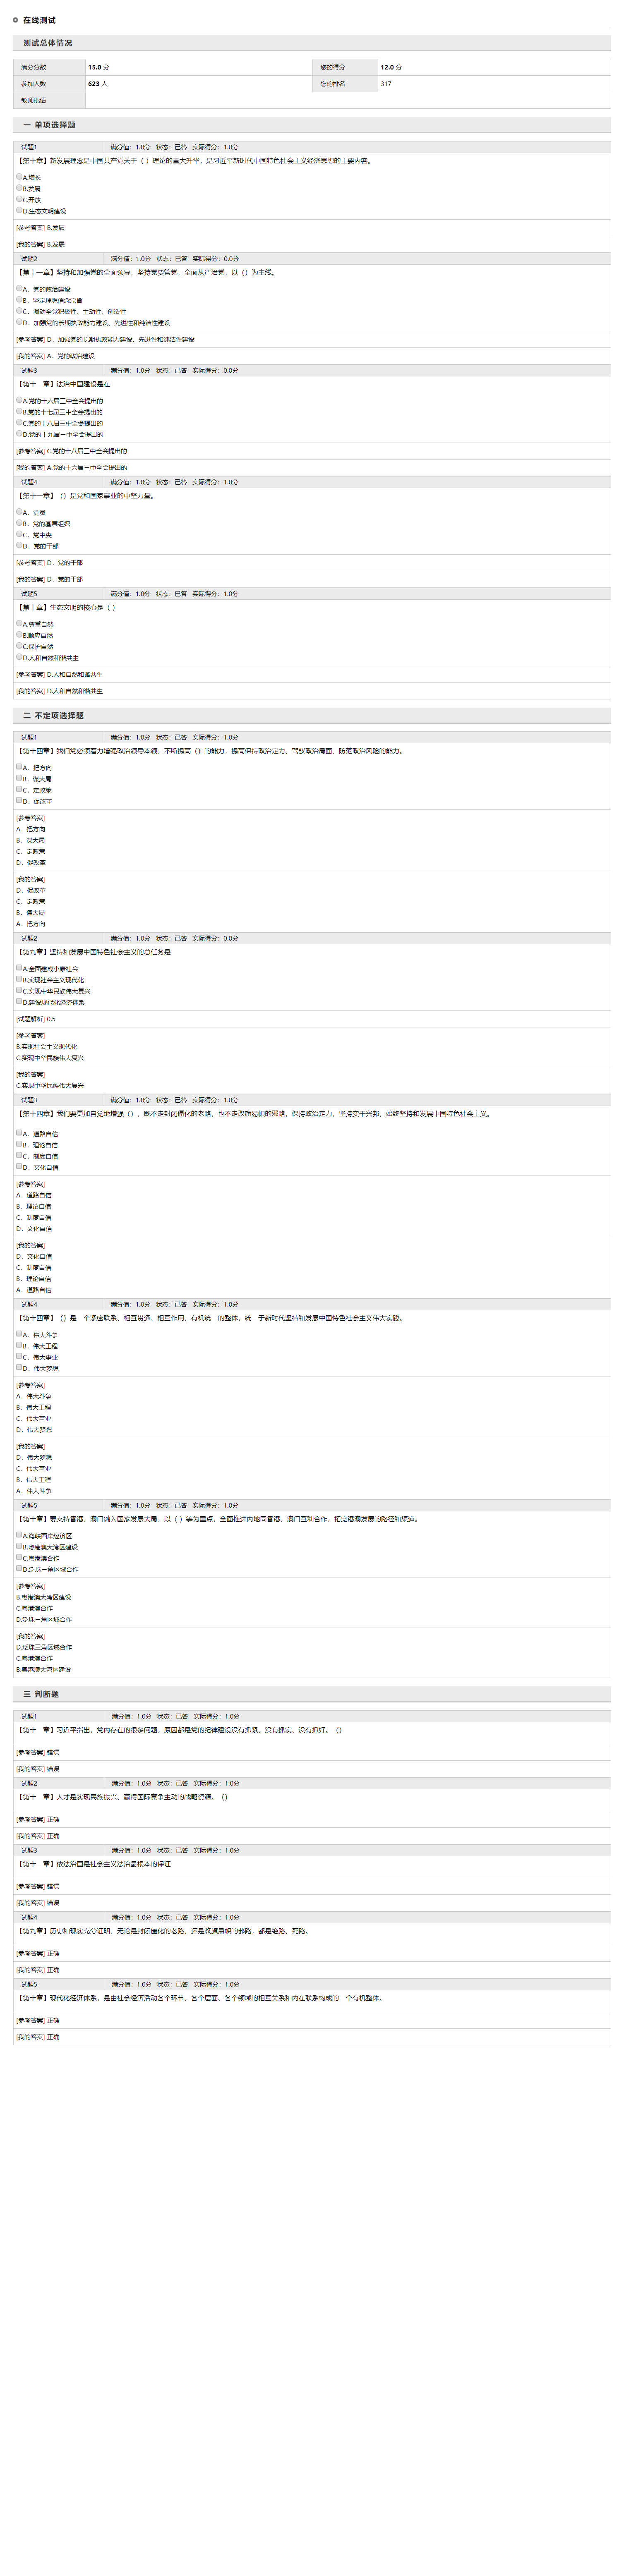 在线测试
测试总体情况
满分分数 15.0 分 您的得分 12.0 分
参加人数 623 人 您的排名 317
教师批语
一 单项选择题
试题1 满分值：1.0分 状态：已答 实际得分：1.0分
【第十章】新发展理念是中国共产党关于（ ）理论的重大升华，是习近平新时代中国特色社会主义经济思想的主要内容。
A.增长
B.发展
C.开放
D.生态文明建设
[参考答案] B.发展
[我的答案] B.发展
试题2 满分值：1.0分 状态：已答 实际得分：0.0分
【第十一章】坚持和加强党的全面领导，坚持党要管党，全面从严治党，以（）为主线。
A．党的政治建设
B．坚定理想信念宗旨
C．调动全党积极性、主动性、创造性
D．加强党的长期执政能力建设、先进性和纯洁性建设
[参考答案] D．加强党的长期执政能力建设、先进性和纯洁性建设
[我的答案] A．党的政治建设
试题3 满分值：1.0分 状态：已答 实际得分：0.0分
【第十一章】法治中国建设是在
A.党的十六届三中全会提出的
B.党的十七届三中全会提出的
C.党的十八届三中全会提出的
D.党的十九届三中全会提出的
[参考答案] C.党的十八届三中全会提出的
[我的答案] A.党的十六届三中全会提出的
试题4 满分值：1.0分 状态：已答 实际得分：1.0分
【第十一章】（）是党和国家事业的中坚力量。
A．党员
B．党的基层组织
C．党中央
D．党的干部
[参考答案] D．党的干部
[我的答案] D．党的干部
试题5 满分值：1.0分 状态：已答 实际得分：1.0分
【第十章】生态文明的核心是（ ）
A.尊重自然
B.顺应自然
C.保护自然
D.人和自然和谐共生
[参考答案] D.人和自然和谐共生
[我的答案] D.人和自然和谐共生
二 不定项选择题
试题1 满分值：1.0分 状态：已答 实际得分：1.0分
【第十四章】我们党必须着力增强政治领导本领，不断提高（）的能力，提高保持政治定力、驾驭政治局面、防范政治风险的能力。
A．把方向
B．谋大局
C．定政策
D．促改革
[参考答案]
A．把方向
B．谋大局
C．定政策
D．促改革
[我的答案]
D．促改革
C．定政策
B．谋大局
A．把方向
试题2 满分值：1.0分 状态：已答 实际得分：0.0分
【第九章】坚持和发展中国特色社会主义的总任务是
A.全面建成小康社会
B.实现社会主义现代化
C.实现中华民族伟大复兴
D.建设现代化经济体系
[试题解析] 0.5
[参考答案]
B.实现社会主义现代化
C.实现中华民族伟大复兴
[我的答案]
C.实现中华民族伟大复兴
试题3 满分值：1.0分 状态：已答 实际得分：1.0分
【第十四章】我们要更加自觉地增强（），既不走封闭僵化的老路，也不走改旗易帜的邪路，保持政治定力，坚持实干兴邦，始终坚持和发展中国特色社会主义。
A．道路自信
B．理论自信
C．制度自信
D．文化自信
[参考答案]
A．道路自信
B．理论自信
C．制度自信
D．文化自信
[我的答案]
D．文化自信
C．制度自信
B．理论自信
A．道路自信
试题4 满分值：1.0分 状态：已答 实际得分：1.0分
【第十四章】（）是一个紧密联系、相互贯通、相互作用、有机统一的整体，统一于新时代坚持和发展中国特色社会主义伟大实践。
A．伟大斗争
B．伟大工程
C．伟大事业
D．伟大梦想
[参考答案]
A．伟大斗争
B．伟大工程
C．伟大事业
D．伟大梦想
[我的答案]
D．伟大梦想
C．伟大事业
B．伟大工程
A．伟大斗争
试题5 满分值：1.0分 状态：已答 实际得分：1.0分
【第十章】要支持香港、澳门融入国家发展大局，以（ ）等为重点，全面推进内地同香港、澳门互利合作，拓宽港澳发展的路径和渠道。
A.海峡西岸经济区
B.粤港澳大湾区建设
C.粤港澳合作
D.泛珠三角区域合作
[参考答案]
B.粤港澳大湾区建设
C.粤港澳合作
D.泛珠三角区域合作
[我的答案]
D.泛珠三角区域合作
C.粤港澳合作
B.粤港澳大湾区建设
三 判断题
试题1 满分值：1.0分 状态：已答 实际得分：1.0分
【第十一章】习近平指出，党内存在的很多问题，原因都是党的纪律建设没有抓紧、没有抓实、没有抓好。（）
[参考答案] 错误
[我的答案] 错误
试题2 满分值：1.0分 状态：已答 实际得分：1.0分
【第十一章】人才是实现民族振兴、赢得国际竞争主动的战略资源。（）
[参考答案] 正确
[我的答案] 正确
试题3 满分值：1.0分 状态：已答 实际得分：1.0分
【第十一章】依法治国是社会主义法治最根本的保证
[参考答案] 错误
[我的答案] 错误
试题4 满分值：1.0分 状态：已答 实际得分：1.0分
【第九章】历史和现实充分证明，无论是封闭僵化的老路，还是改旗易帜的邪路，都是绝路、死路。
[参考答案] 正确
[我的答案] 正确
试题5 满分值：1.0分 状态：已答 实际得分：1.0分
【第十章】现代化经济体系，是由社会经济活动各个环节、各个层面、各个领域的相互关系和内在联系构成的一个有机整体。
[参考答案] 正确
[我的答案] 正确